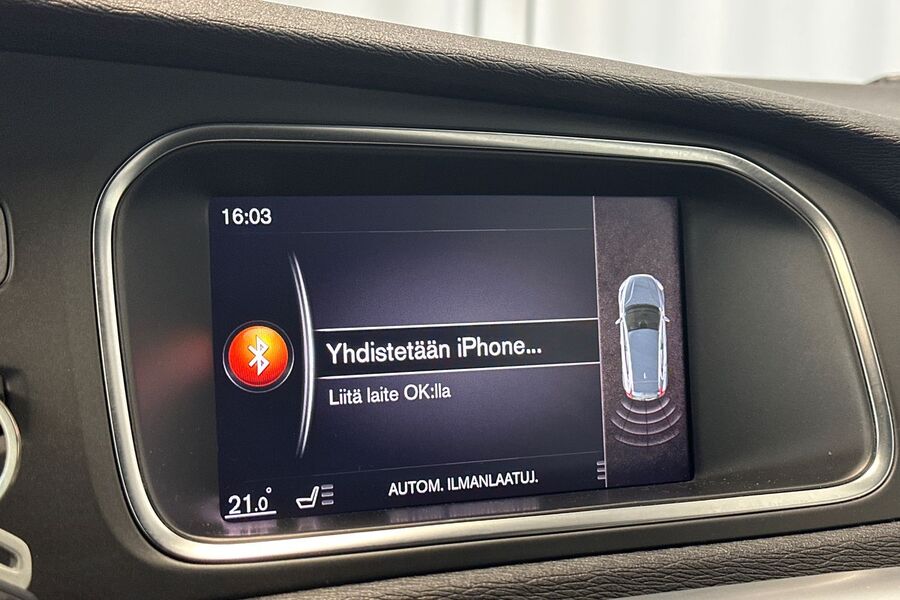 16:03
Yhdistetään iPhone...
Liitä laite OK:lla
21.0°
AUTOM. ILMANLAATUJ.